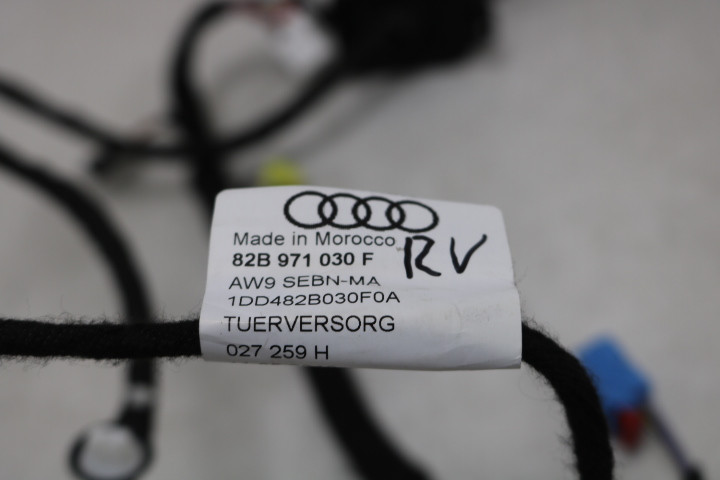 Made in Morocco
RV
82B 971 030 F
AW9 SEBN-MA
1DD482B030F0A
TUERVERSORG
027 259 H